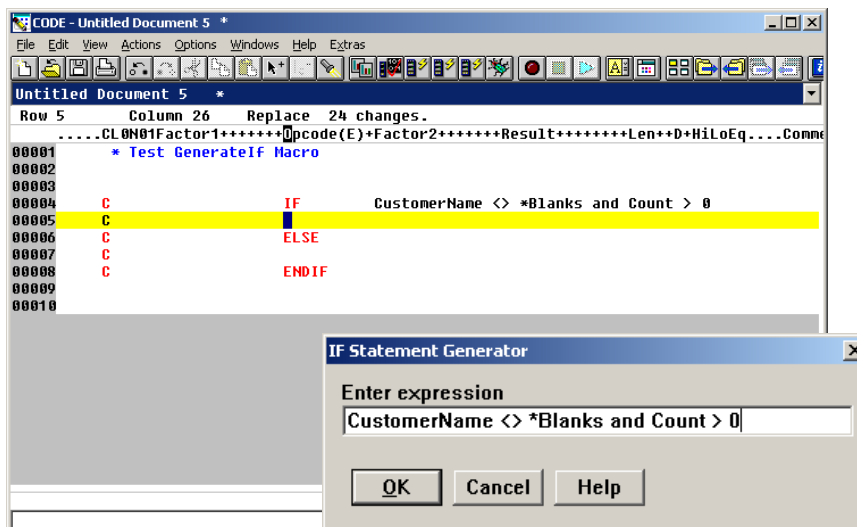 CODE - Untitled Document 5 *
File Edit View Actions Options Windows Help Extras
Untitled Document 5 *
Row 5 Column 26 Replace 24 changes.
.....CL0N01Factor1+++++++Opcode(E)+Factor2+++++++Result++++++++Len++D+HiLoEq....Comme
00001 * Test GenerateIf Macro
00002
00003
00004 C IF CustomerName <> *Blanks and Count > 0
00005 C
00006 C ELSE
00007 C
00008 C ENDIF
00009
00010
IF Statement Generator
Enter expression
CustomerName <> *Blanks and Count > 0
OK Cancel Help